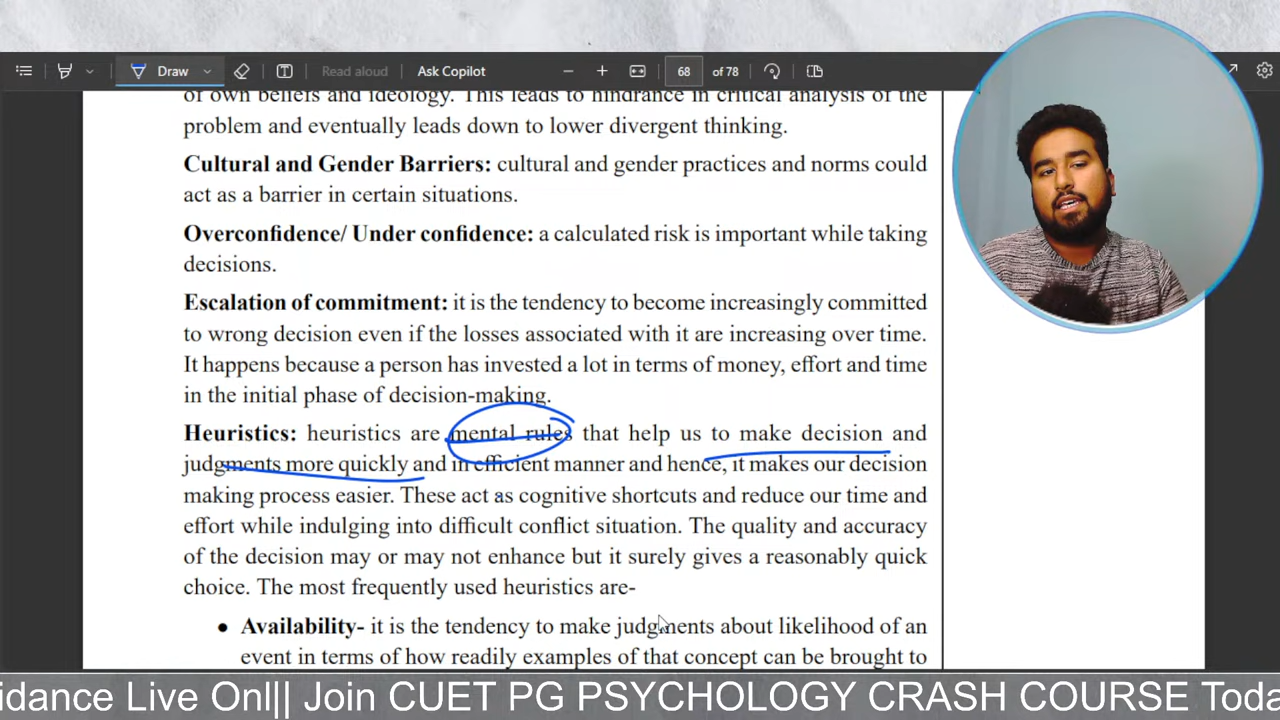 Draw
Read aloud
Ask Copilot
68
of 78
of own beliefs and ideology. This leads to hindrance in critical analysis of the
problem and eventually leads down to lower divergent thinking.
Cultural and Gender Barriers: cultural and gender practices and norms could
act as a barrier in certain situations.
Overconfidence/ Under confidence: a calculated risk is important while taking
decisions.
Escalation of commitment: it is the tendency to become increasingly committed
to wrong decision even if the losses associated with it are increasing over time.
It happens because a person has invested a lot in terms of money, effort and time
in the initial phase of decision-making.
Heuristics: heuristics are mental rules that help us to make decision and
judgments more quickly and in efficient manner and hence, it makes our decision
making process easier. These act as cognitive shortcuts and reduce our time and
effort while indulging into difficult conflict situation. The quality and accuracy
of the decision may or may not enhance but it surely gives a reasonably quick
choice. The most frequently used heuristics are-
• Availability- it is the tendency to make judgments about likelihood of an
event in terms of how readily examples of that concept can be brought to
idance Live Onl|| Join CUET PG PSYCHOLOGY CRASH COURSE Toda